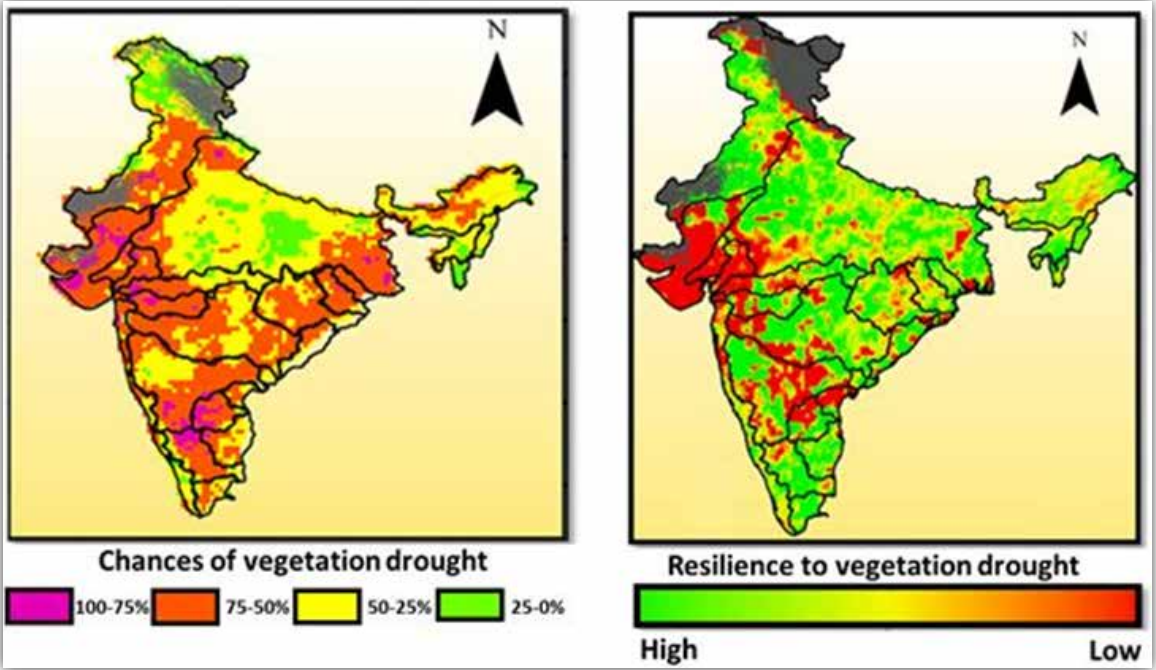 N
N
Chances of vegetation drought
100-75% 75-50% 50-25% 25-0%
Resilience to vegetation drought
High Low